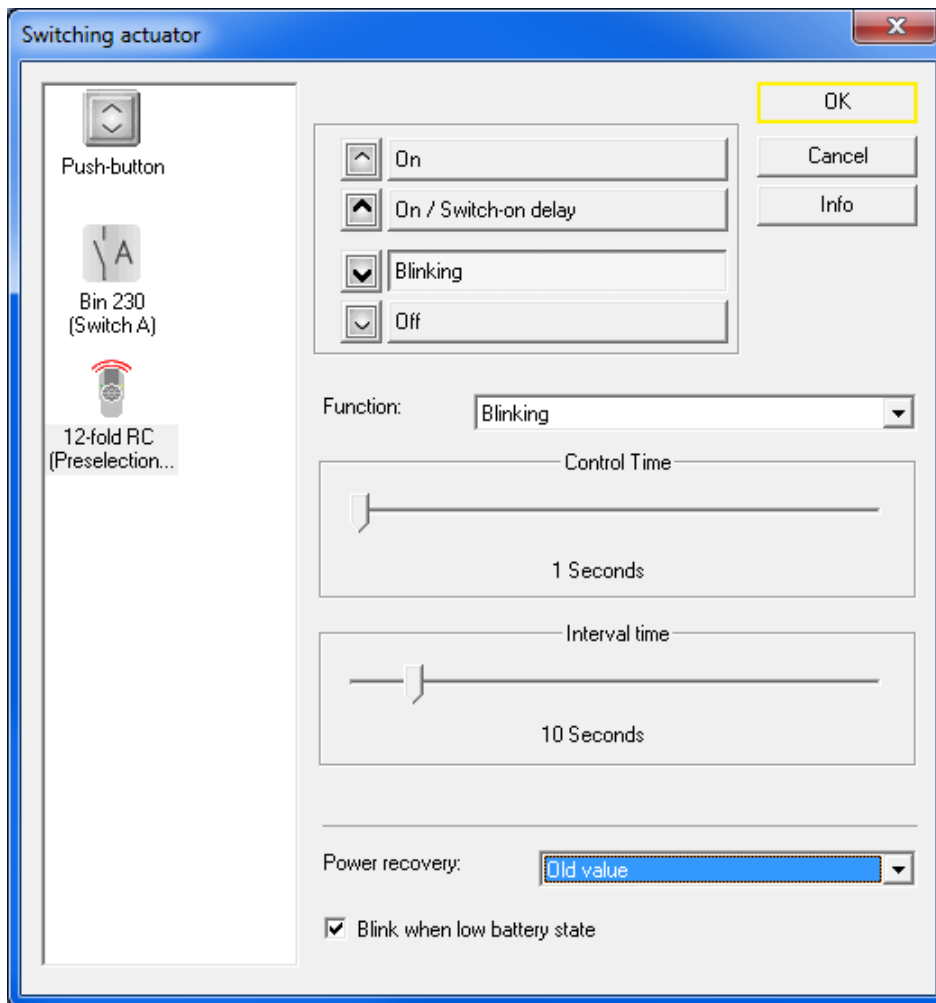 Switching actuator
Push-button
A
Bin 230
(Switch A)
12-fold RC
(Preselection...
On
On / Switch-on delay
Blinking
Off
OK
Cancel
Info
Function:
Blinking
Control Time
1 Seconds
Interval time
10 Seconds
Power recovery:
Old value
Blink when low battery state